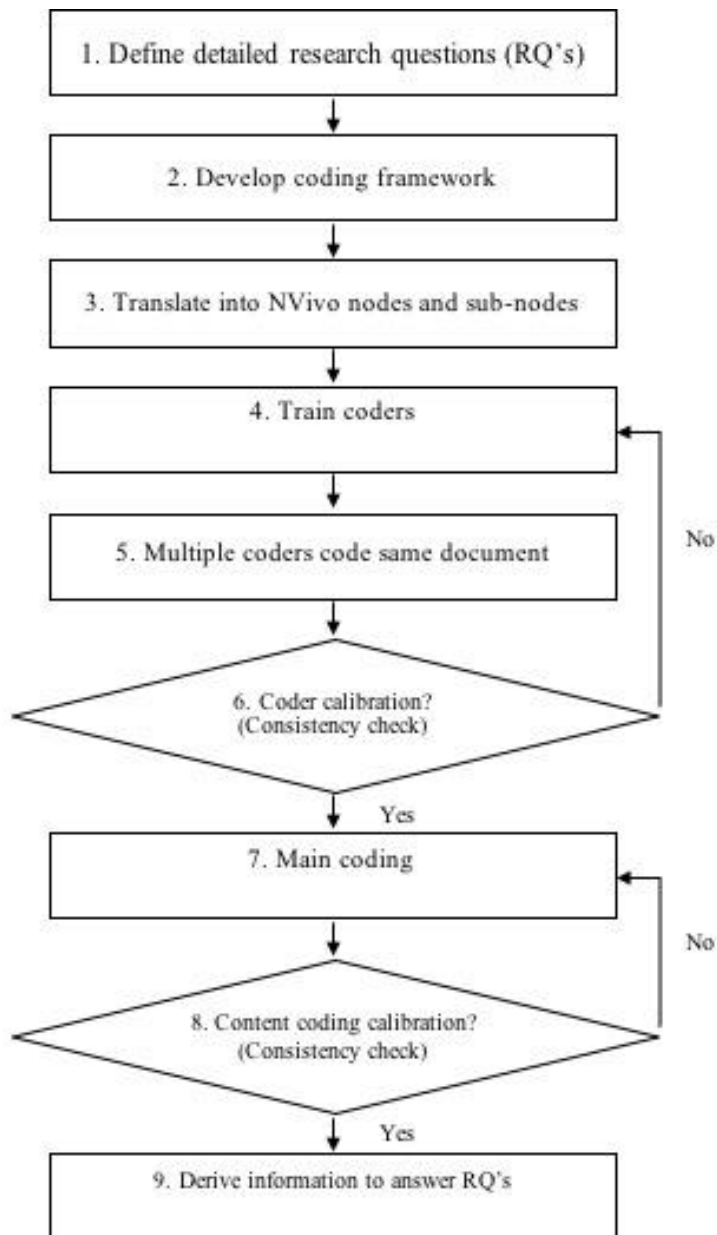 1. Define detailed research questions (RQ’s)
2. Develop coding framework
3. Translate into NVivo nodes and sub-nodes
4. Train coders
5. Multiple coders code same document
No
6. Coder calibration?
(Consistency check)
Yes
7. Main coding
No
8. Content coding calibration?
(Consistency check)
Yes
9. Derive information to answer RQ’s